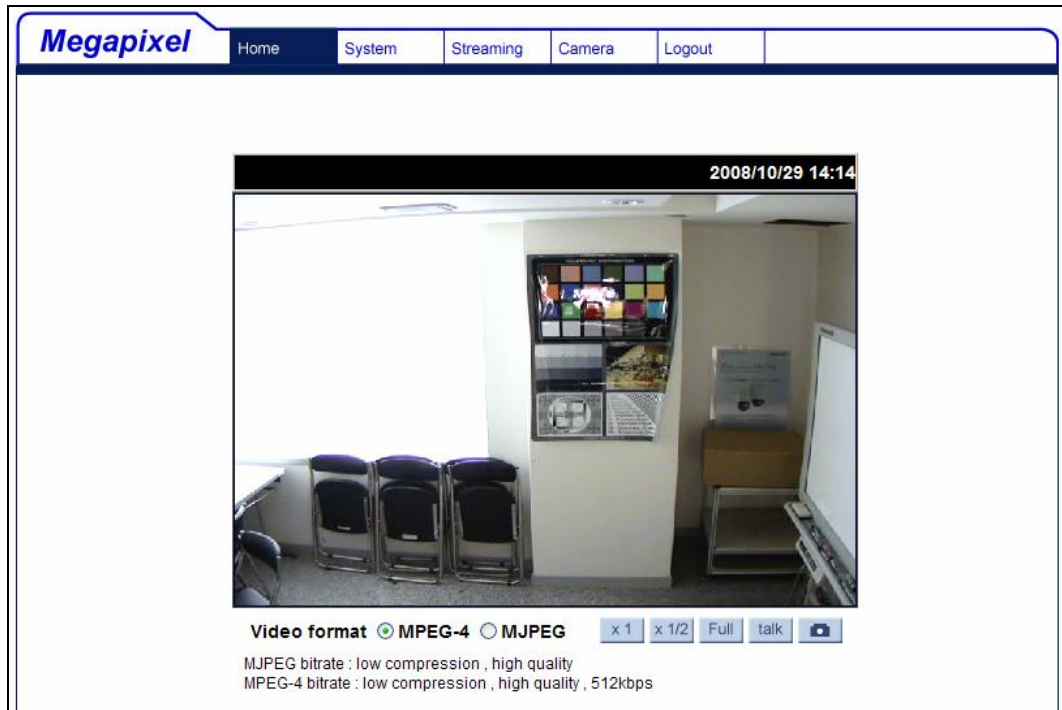 Megapixel
Home System Streaming Camera Logout
2008/10/29 14:14
Video format MPEG-4 MJPEG x 1 x 1/2 Full talk
MJPEG bitrate : low compression , high quality
MPEG-4 bitrate : low compression , high quality , 512kbps